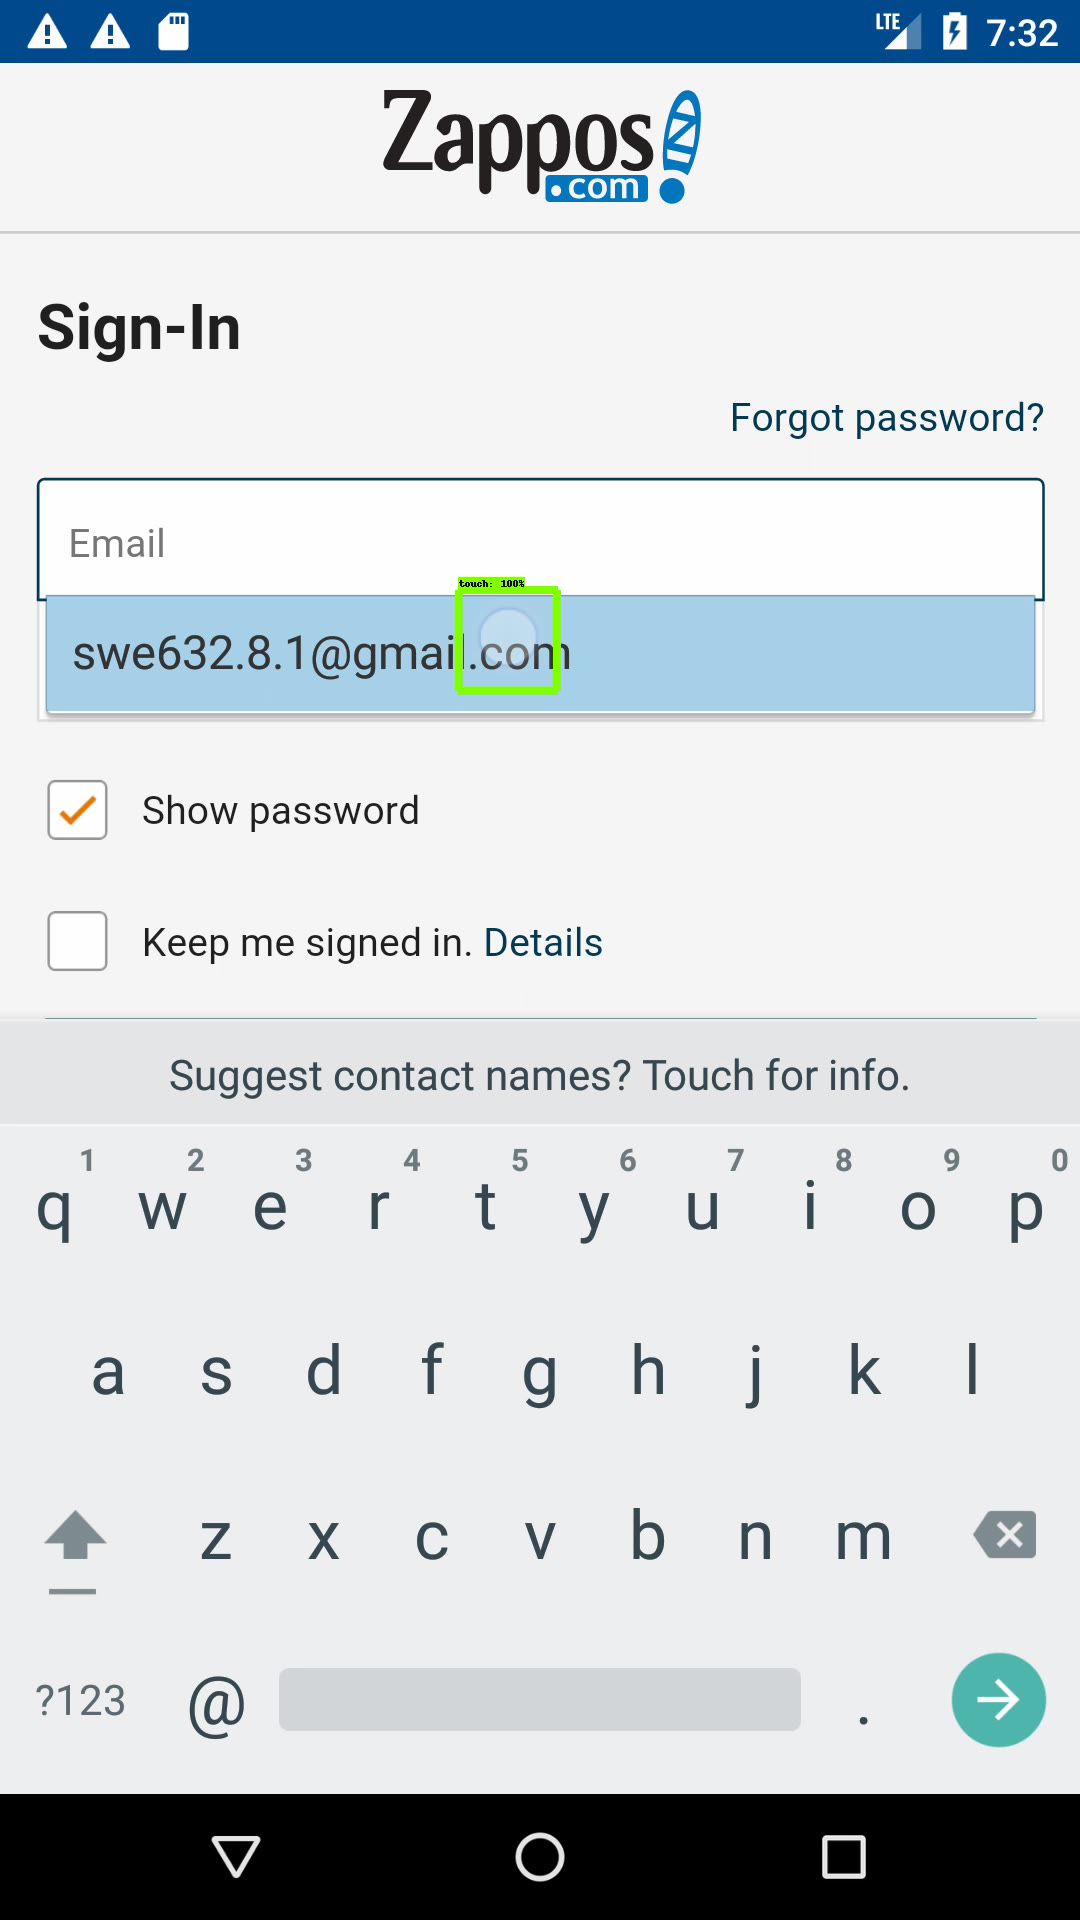 LTE 7:32
Zappos
.com
Sign-In
Forgot password?
Email
touch: 100%
swe632.8.1@gmail.com
Show password
Keep me signed in. Details
Suggest contact names? Touch for info.
1 2 3 4 5 6 7 8 9 0
q w e r t y u i o p
a s d f g h j k l
z x c v b n m
?123 @ .